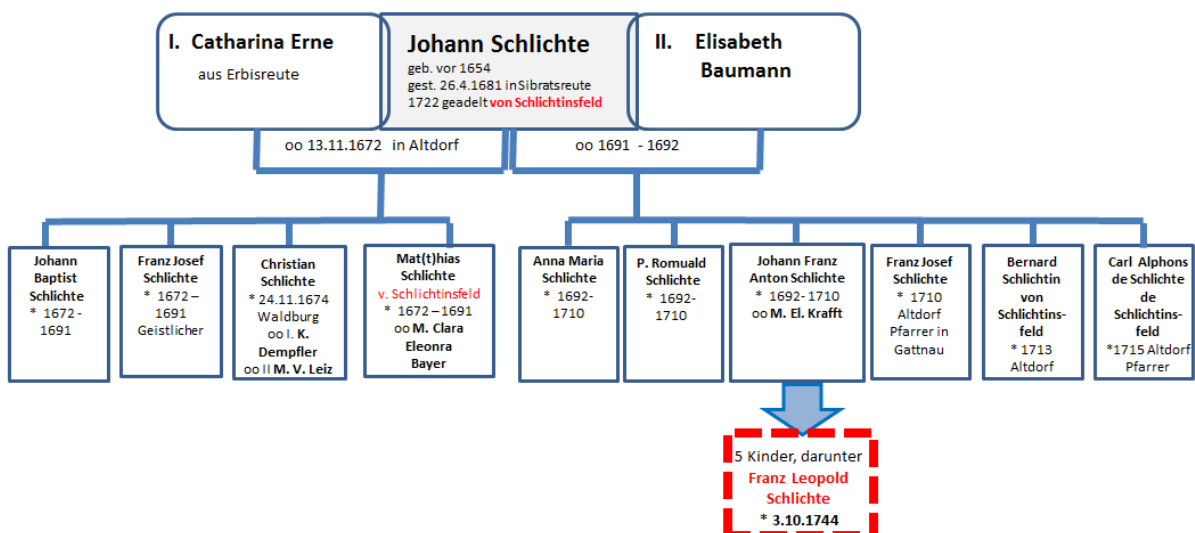 I. Catharina Erne
aus Erbisreute
Johann Schlichte
geb. vor 1654
gest. 26.4.1681 in Sibratsreute
1722 geadelt von Schlichtinsfeld
II. Elisabeth
Baumann
oo 13.11.1672 in Altdorf
oo 1691 - 1692
Johann
Baptist
Schlichte
* 1672 -
1691
Franz Josef
Schlichte
* 1672 –
1691
Geistlicher
Christian
Schlichte
* 24.11.1674
Waldburg
oo I. K.
Dempfler
oo II M. V. Leiz
Mat(t)hias
Schlichte
v. Schlichtinsfeld
* 1672 – 1691
oo M. Clara
Eleonra
Bayer
Anna Maria
Schlichte
* 1692-
1710
P. Romuald
Schlichte
* 1692-
1710
Johann Franz
Anton Schlichte
* 1692- 1710
oo M. El. Krafft
Franz Josef
Schlichte
* 1710
Altdorf
Pfarrer in
Gattnau
Bernard
Schlichtin
von
Schlichtins-
feld
* 1713
Altdorf
Carl Alphons
de Schlichte
de
Schlichtins-
feld
*1715 Altdorf
Pfarrer
5 Kinder, darunter
Franz Leopold
Schlichte
* 3.10.1744